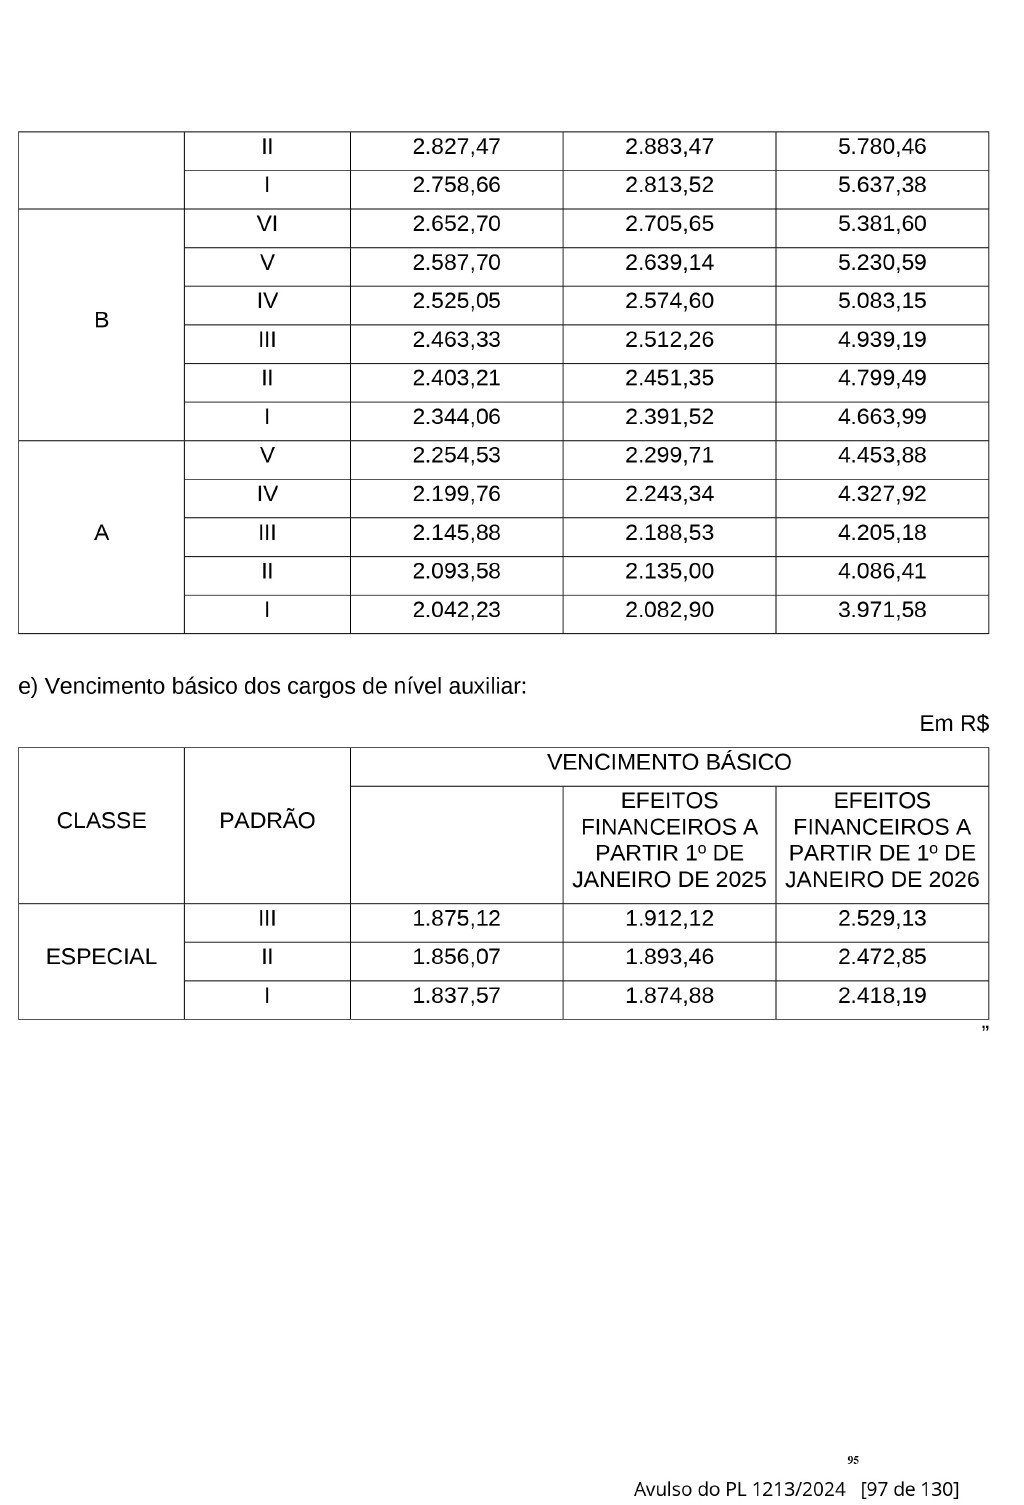 II 2.827,47 2.883,47 5.780,46
I 2.758,66 2.813,52 5.637,38
VI 2.652,70 2.705,65 5.381,60
V 2.587,70 2.639,14 5.230,59
B IV 2.525,05 2.574,60 5.083,15
III 2.463,33 2.512,26 4.939,19
II 2.403,21 2.451,35 4.799,49
I 2.344,06 2.391,52 4.663,99
V 2.254,53 2.299,71 4.453,88
IV 2.199,76 2.243,34 4.327,92
A III 2.145,88 2.188,53 4.205,18
II 2.093,58 2.135,00 4.086,41
I 2.042,23 2.082,90 3.971,58
e) Vencimento básico dos cargos de nível auxiliar:
Em R$
CLASSE PADRÃO VENCIMENTO BÁSICO
EFEITOS
FINANCEIROS A
PARTIR 1º DE
JANEIRO DE 2025
EFEITOS
FINANCEIROS A
PARTIR DE 1º DE
JANEIRO DE 2026
III 1.875,12 1.912,12 2.529,13
ESPECIAL II 1.856,07 1.893,46 2.472,85
I 1.837,57 1.874,88 2.418,19
”
95
Avulso do PL 1213/2024 [97 de 130]